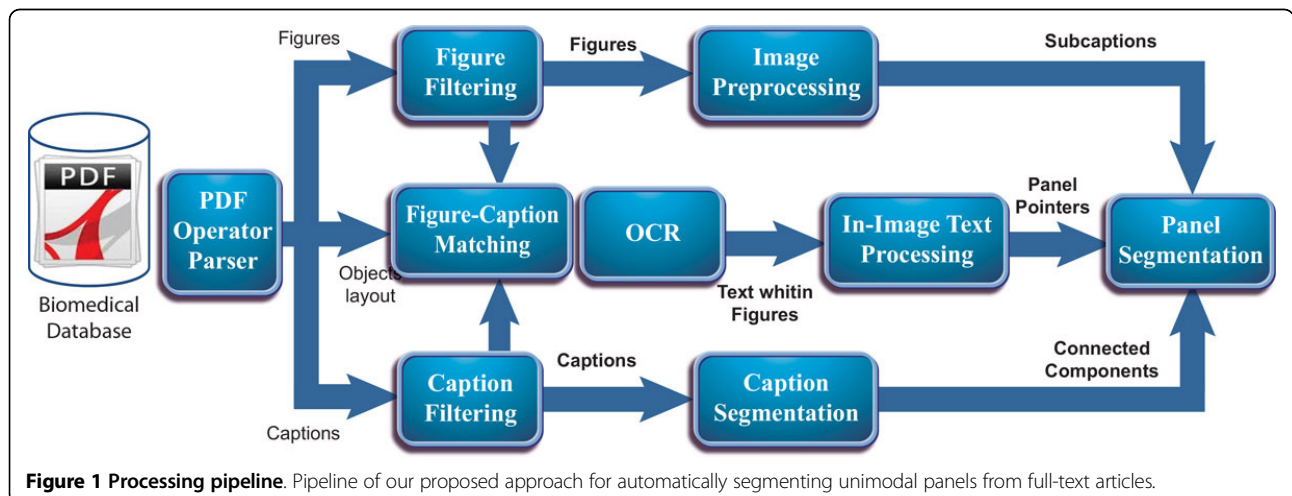 Figures
Figure
Filtering
Figures
Image
Preprocessing
Subcaptions
PDF
Biomedical
Database
PDF
Operator
Parser
Objects
layout
Figure-Caption
Matching
OCR
Text whitin
Figures
In-Image Text
Processing
Panel
Pointers
Panel
Segmentation
Captions
Caption
Filtering
Captions
Caption
Segmentation
Connected
Components
Figure 1 Processing pipeline. Pipeline of our proposed approach for automatically segmenting unimodal panels from full-text articles.